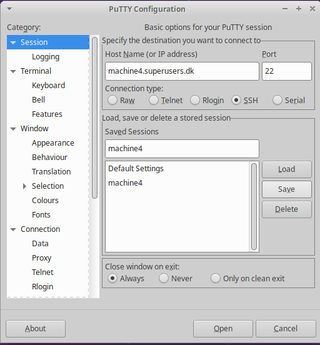 PuTTY Configuration
Category:
Session
Logging
Terminal
Keyboard
Bell
Features
Window
Appearance
Behaviour
Translation
Selection
Colours
Fonts
Connection
Data
Proxy
Telnet
Rlogin
Basic options for your PuTTY session
Specify the destination you want to connect to
Host Name (or IP address) Port
machine4.superusers.dk 22
Connection type:
Raw Telnet Rlogin SSH Serial
Load, save or delete a stored session
Saved Sessions
machine4
Default Settings
machine4
Load
Save
Delete
Close window on exit:
Always Never Only on clean exit
About Open Cancel